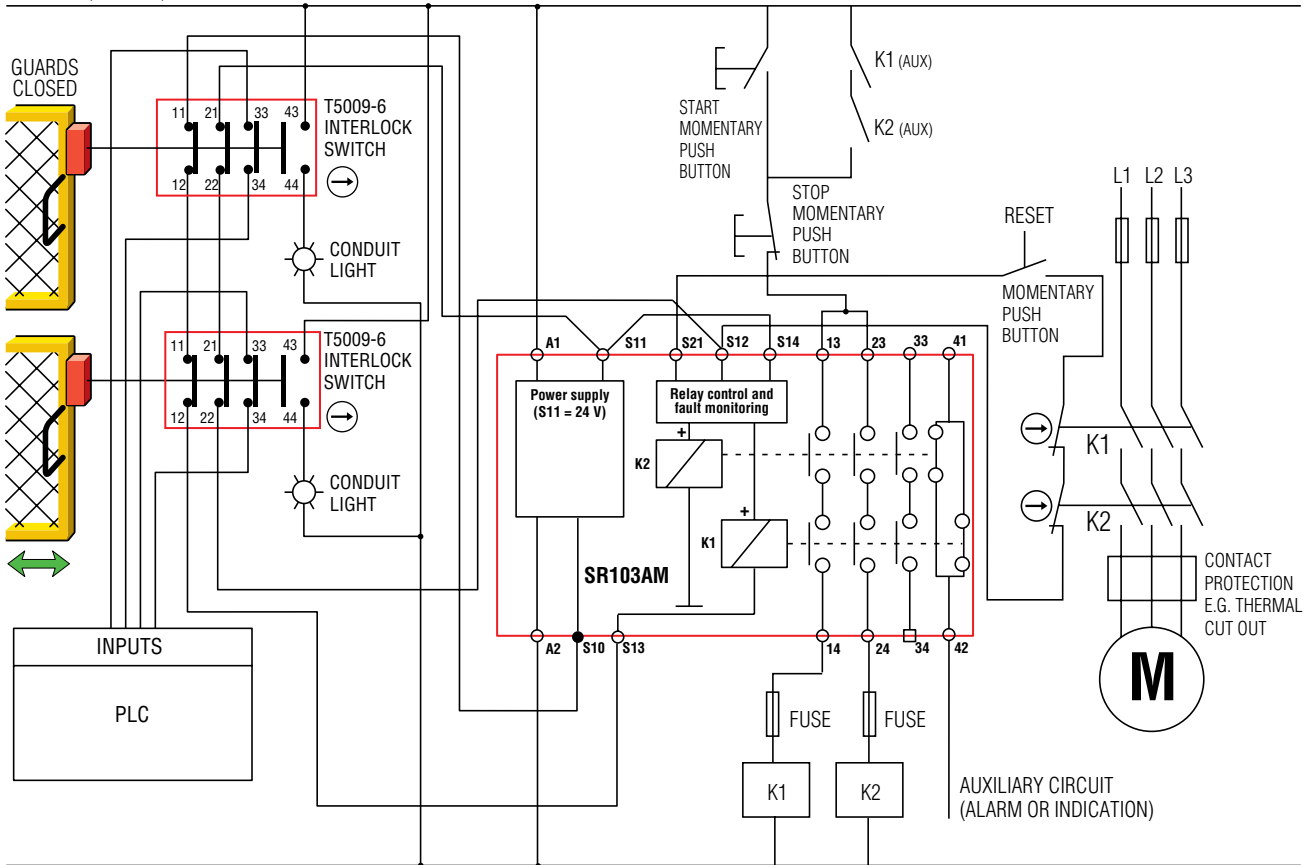 GUARDS
CLOSED
11 21 33 43
T5009-6
INTERLOCK
SWITCH
12 22 34 44
CONDUIT
LIGHT
11 21 33 43
T5009-6
INTERLOCK
SWITCH
12 22 34 44
CONDUIT
LIGHT
INPUTS
PLC
K1 (AUX)
K2 (AUX)
START
MOMENTARY
PUSH
BUTTON
STOP
MOMENTARY
PUSH
BUTTON
RESET
MOMENTARY
PUSH
BUTTON
L1 L2 L3
A1 S11 S21 S12 S14 13 23 33 41
Power supply
(S11 = 24 V)
Relay control and
fault monitoring
+
K2
+
K1
SR103AM
A2 S10 S13 14 24 34 42
FUSE
FUSE
K1
K2
AUXILIARY CIRCUIT
(ALARM OR INDICATION)
K1
K2
CONTACT
PROTECTION
E.G. THERMAL
CUT OUT
M